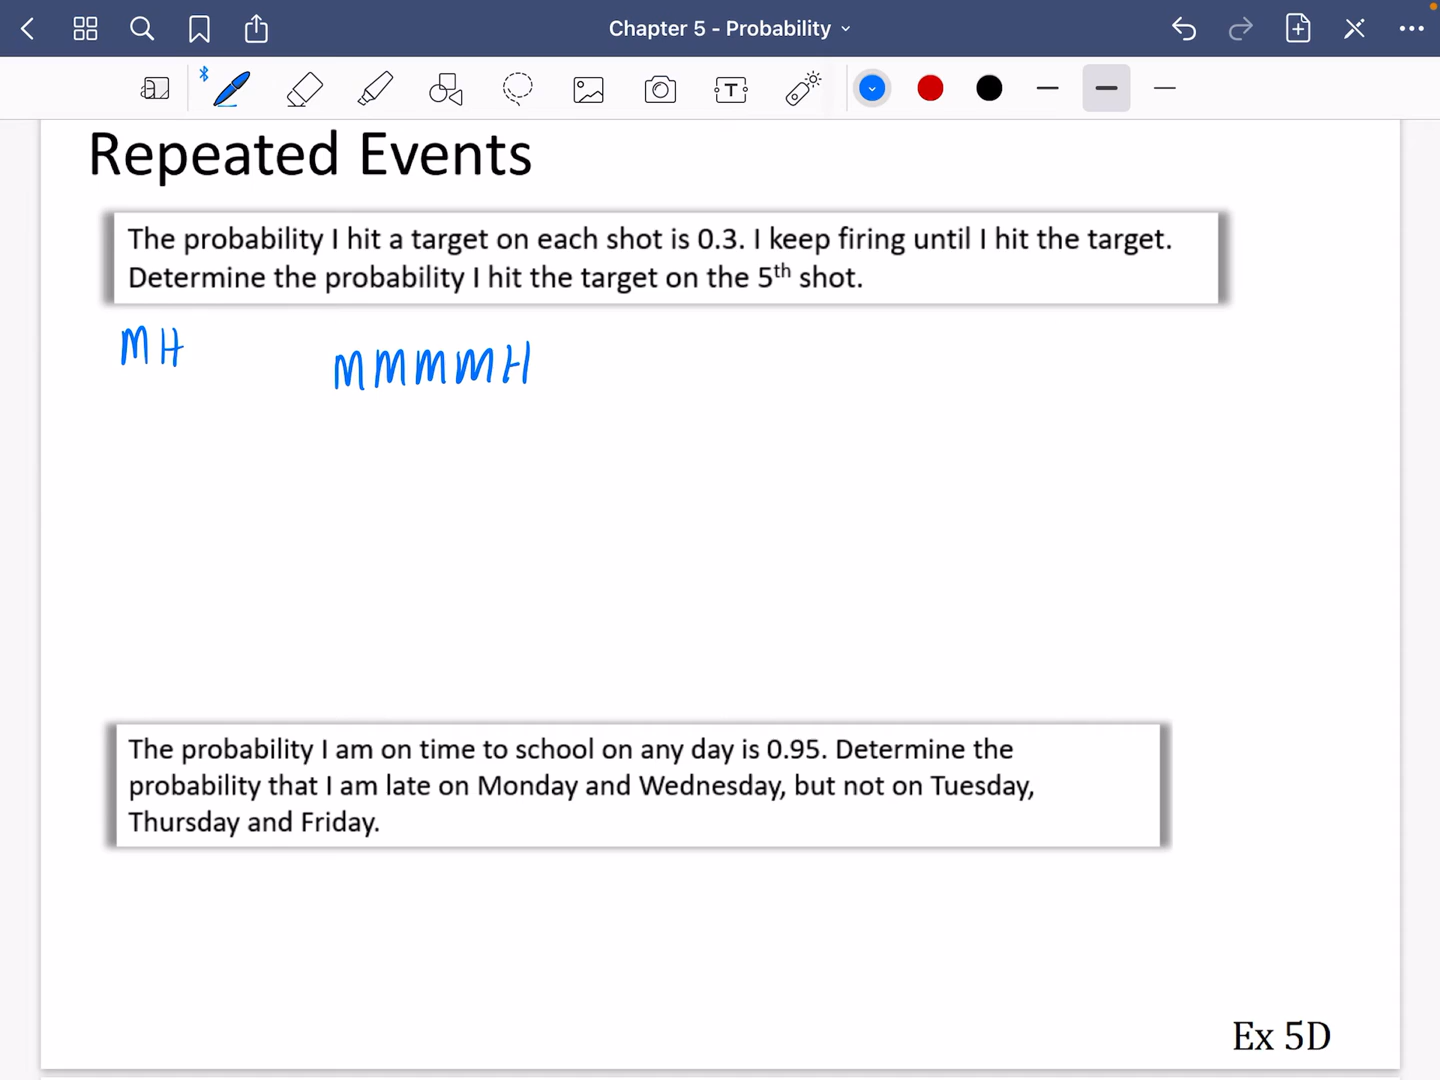 Chapter 5 - Probability
T
Repeated Events
The probability I hit a target on each shot is 0.3. I keep firing until I hit the target.
Determine the probability I hit the target on the 5th shot.
M H
M M M M H
The probability I am on time to school on any day is 0.95. Determine the
probability that I am late on Monday and Wednesday, but not on Tuesday,
Thursday and Friday.
Ex 5D